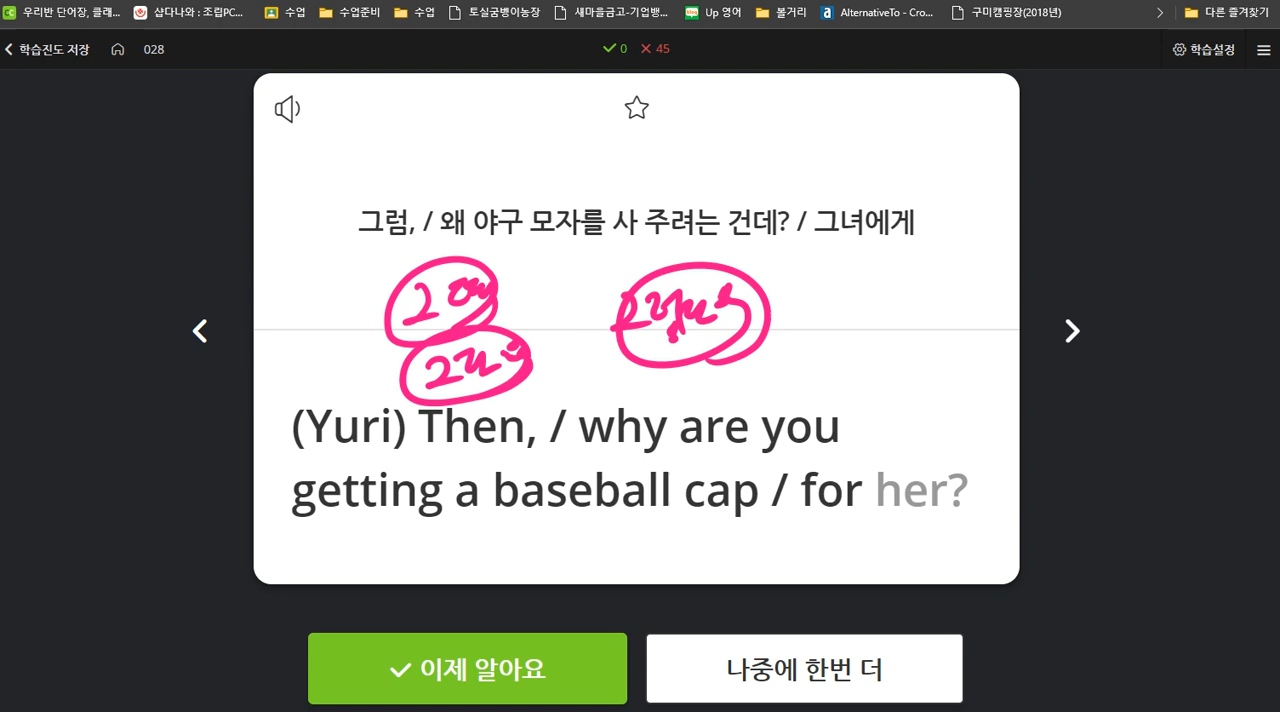 우리반 단어장, 클래... 샵다나와 : 조립PC... 수업 수업준비 수업 토실굼벵이농장 새마을금고-기업뱅... Up 영어 볼거리 AlternativeTo - Cro... 구미캠핑장(2018년) 다른 즐겨찾기
학습진도 저장 028 0 45 학습설정
그럼, / 왜 야구 모자를 사 주려는 건데? / 그녀에게
(Yuri) Then, / why are you
getting a baseball cap / for her?
이제 알아요 나중에 한번 더